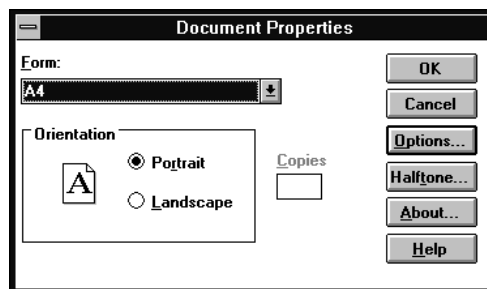 Document Properties
Form:
A4
Orientation
A
Portrait
Landscape
Copies
OK
Cancel
Options...
Halftone...
About...
Help